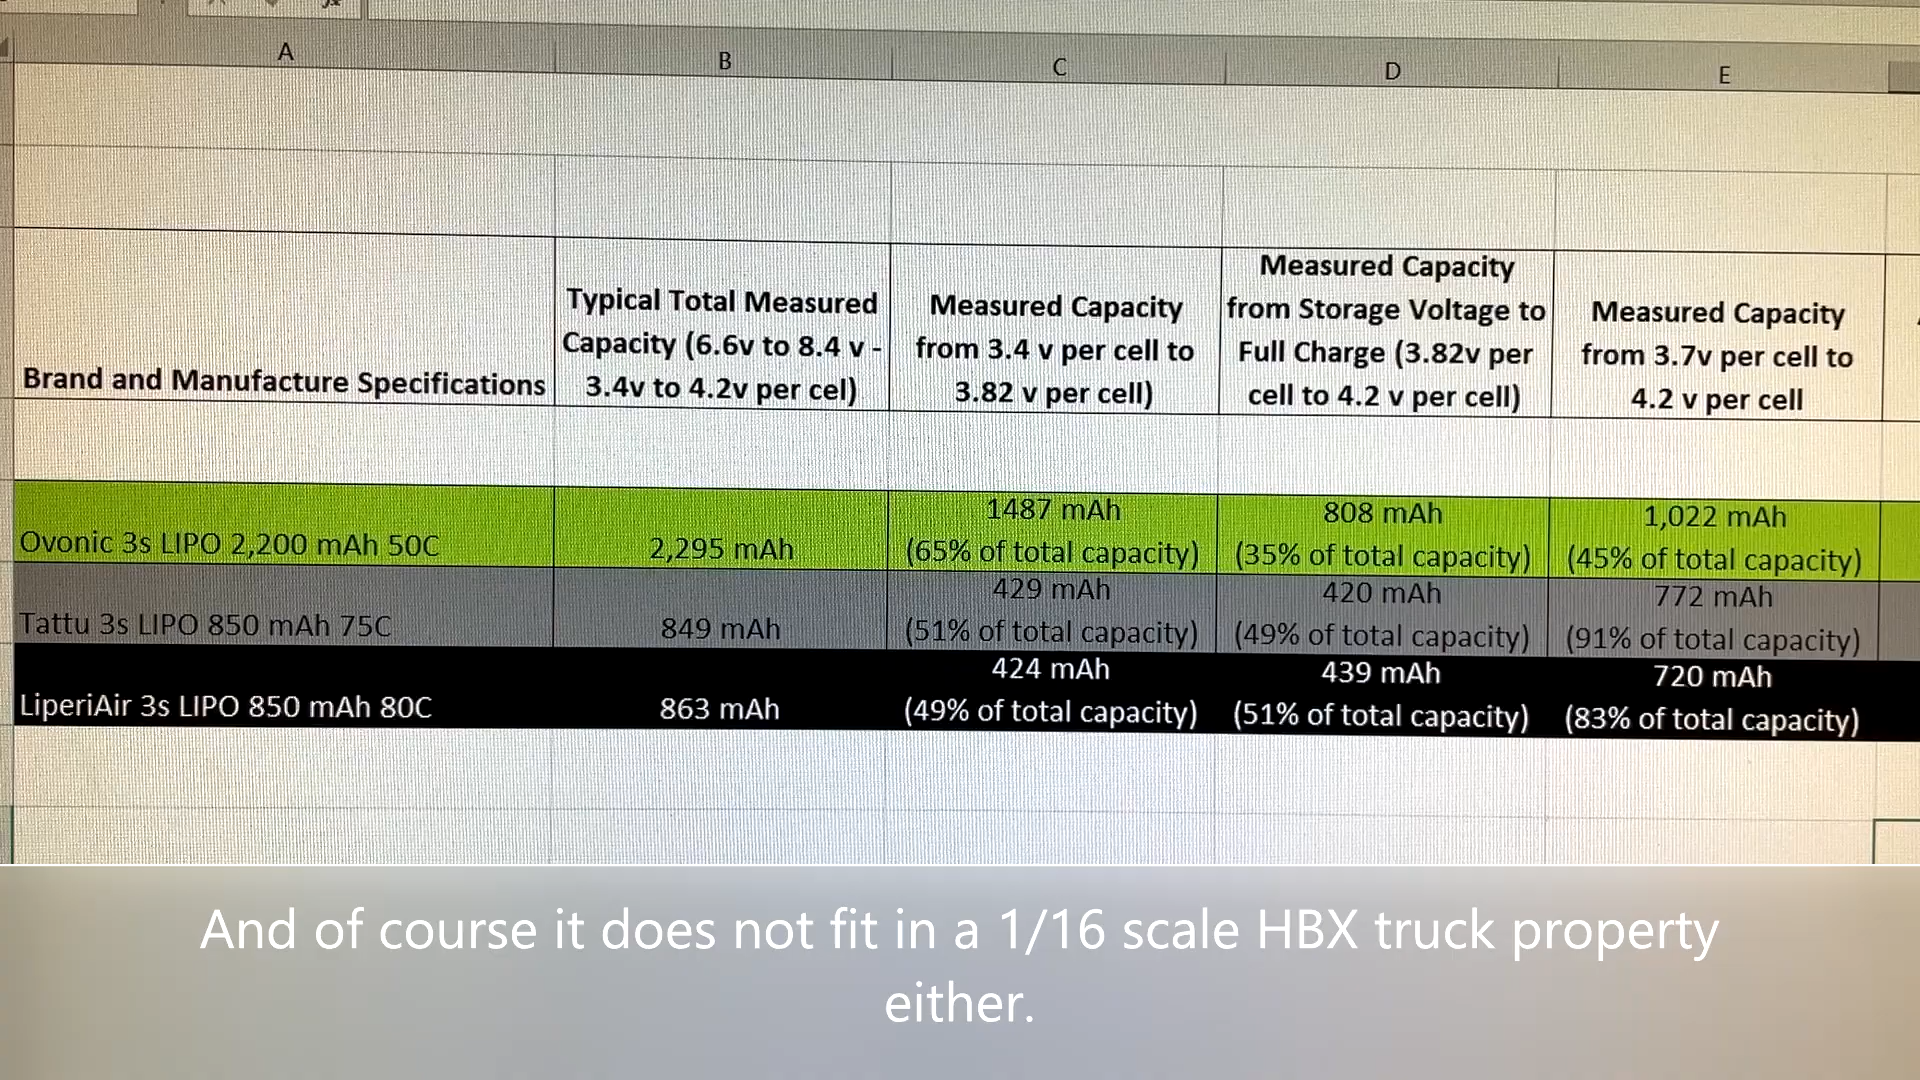 A B C D E
Brand and Manufacture Specifications
Typical Total Measured
Capacity (6.6v to 8.4 v -
3.4v to 4.2v per cel)
Measured Capacity
from 3.4 v per cell to
3.82 v per cell)
Measured Capacity
from Storage Voltage to
Full Charge (3.82v per
cell to 4.2 v per cell)
Measured Capacity
from 3.7v per cell to
4.2 v per cell
Ovonic 3s LIPO 2,200 mAh 50C
2,295 mAh
1487 mAh
(65% of total capacity)
808 mAh
(35% of total capacity)
1,022 mAh
(45% of total capacity)
Tattu 3s LIPO 850 mAh 75C
849 mAh
429 mAh
(51% of total capacity)
420 mAh
(49% of total capacity)
772 mAh
(91% of total capacity)
LiperiAir 3s LIPO 850 mAh 80C
863 mAh
424 mAh
(49% of total capacity)
439 mAh
(51% of total capacity)
720 mAh
(83% of total capacity)
And of course it does not fit in a 1/16 scale HBX truck property
either.